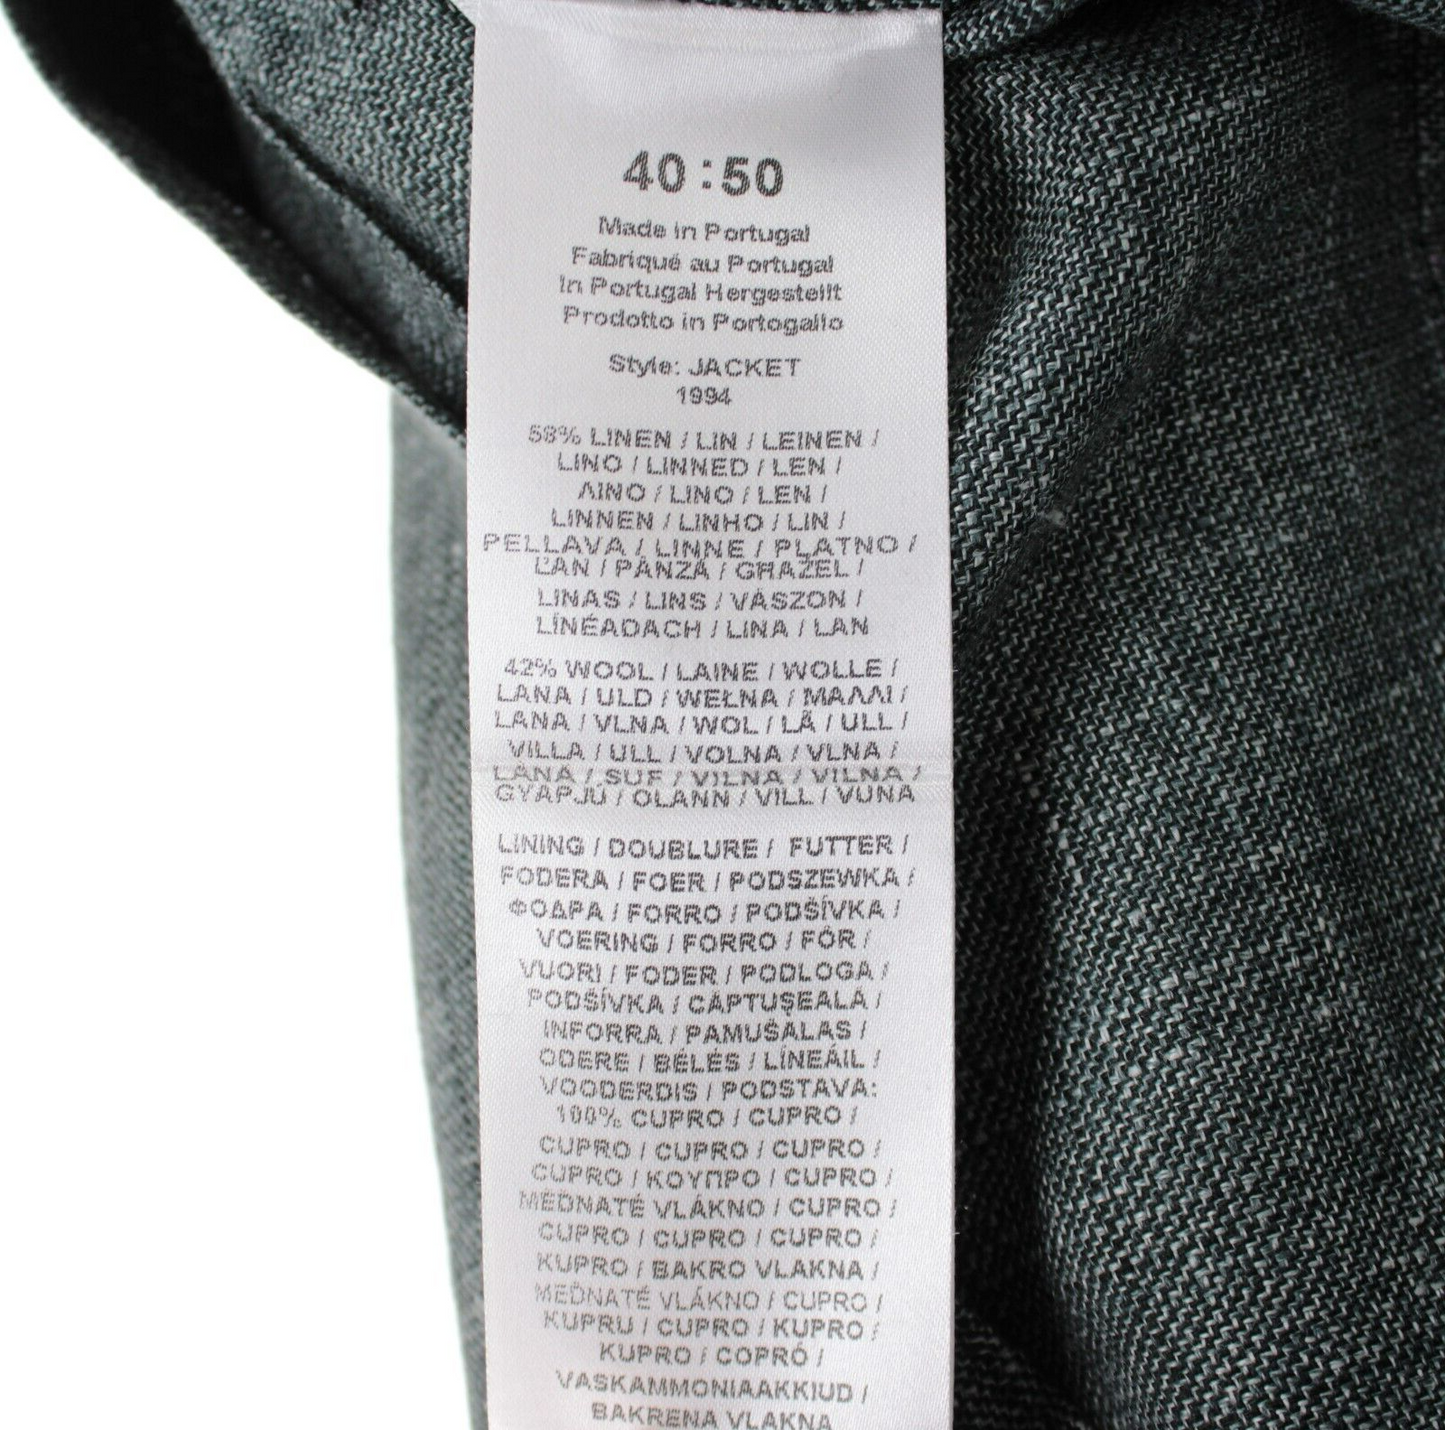 40 : 50
Made in Portugal
Fabriqué au Portugal
In Portugal Hergestellt
Prodotto in Portogallo
Style: JACKET
1994
58% LINEN / LIN / LEINEN /
LINO / LINNED / LEN /
ΛΙΝΟ / LINO / LEN /
LINNEN / LINHO / LIN /
PELLAVA / LINNE / PLATNO /
ĽAN / PÂNZĂ / GRAŽEL /
LINAS / LINS / VÁSZON /
LÍNÉADACH / LINA / LAN
42% WOOL / LAINE / WOLLE /
LANA / ULD / WEŁNA / ΜΑΛΛΙ /
LANA / VLNA / WOL / LÃ / ULL /
VILLA / ULL / VOLNA / VLNA /
LÂNĂ / SUF / VILNA / VILNA /
GYAPJÚ / OLANN / VILL / VUNA
LINING / DOUBLURE / FUTTER /
FODERA / FOER / PODSZEWKA /
ΦΟΔΡΑ / FORRO / PODŠÍVKA /
VOERING / FORRO / FÔR /
VUORI / FODER / PODLOGA /
PODŠÍVKA / CĂPTUȘEALĂ /
INFORRA / PAMUŠALAS /
ODERE / BÉLÉS / LÍNEÁIL /
VOODERDIS / PODSTAVA:
100% CUPRO / CUPRO /
CUPRO / CUPRO / CUPRO /
CUPRO / ΚΟΥΠΡΟ / CUPRO /
MĚĎNATÉ VLÁKNO / CUPRO /
CUPRO / CUPRO / CUPRO /
KUPRO / BAKRO VLAKNA /
MEĎNATÉ VLÁKNO / CUPRO /
KUPRU / CUPRO / KUPRO /
KUPRO / COPRÓ /
VASKAMMONIAAKKIUD /
BAKRENA VLAKNA